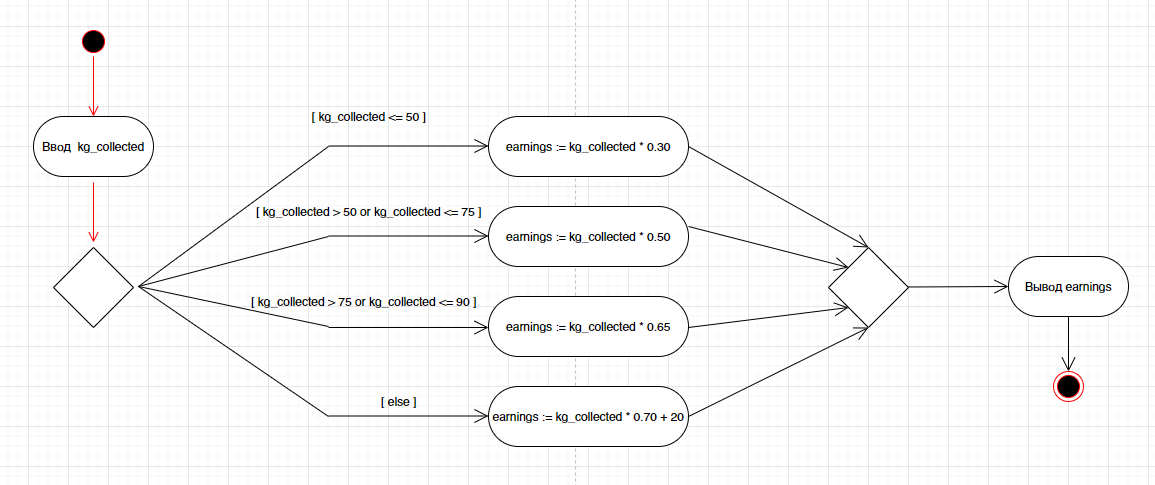 [ kg_collected <= 50 ]
Ввод kg_collected
earnings := kg_collected * 0.30
[ kg_collected > 50 or kg_collected <= 75 ]
earnings := kg_collected * 0.50
[ kg_collected > 75 or kg_collected <= 90 ]
earnings := kg_collected * 0.65
[ else ]
earnings := kg_collected * 0.70 + 20
Вывод earnings